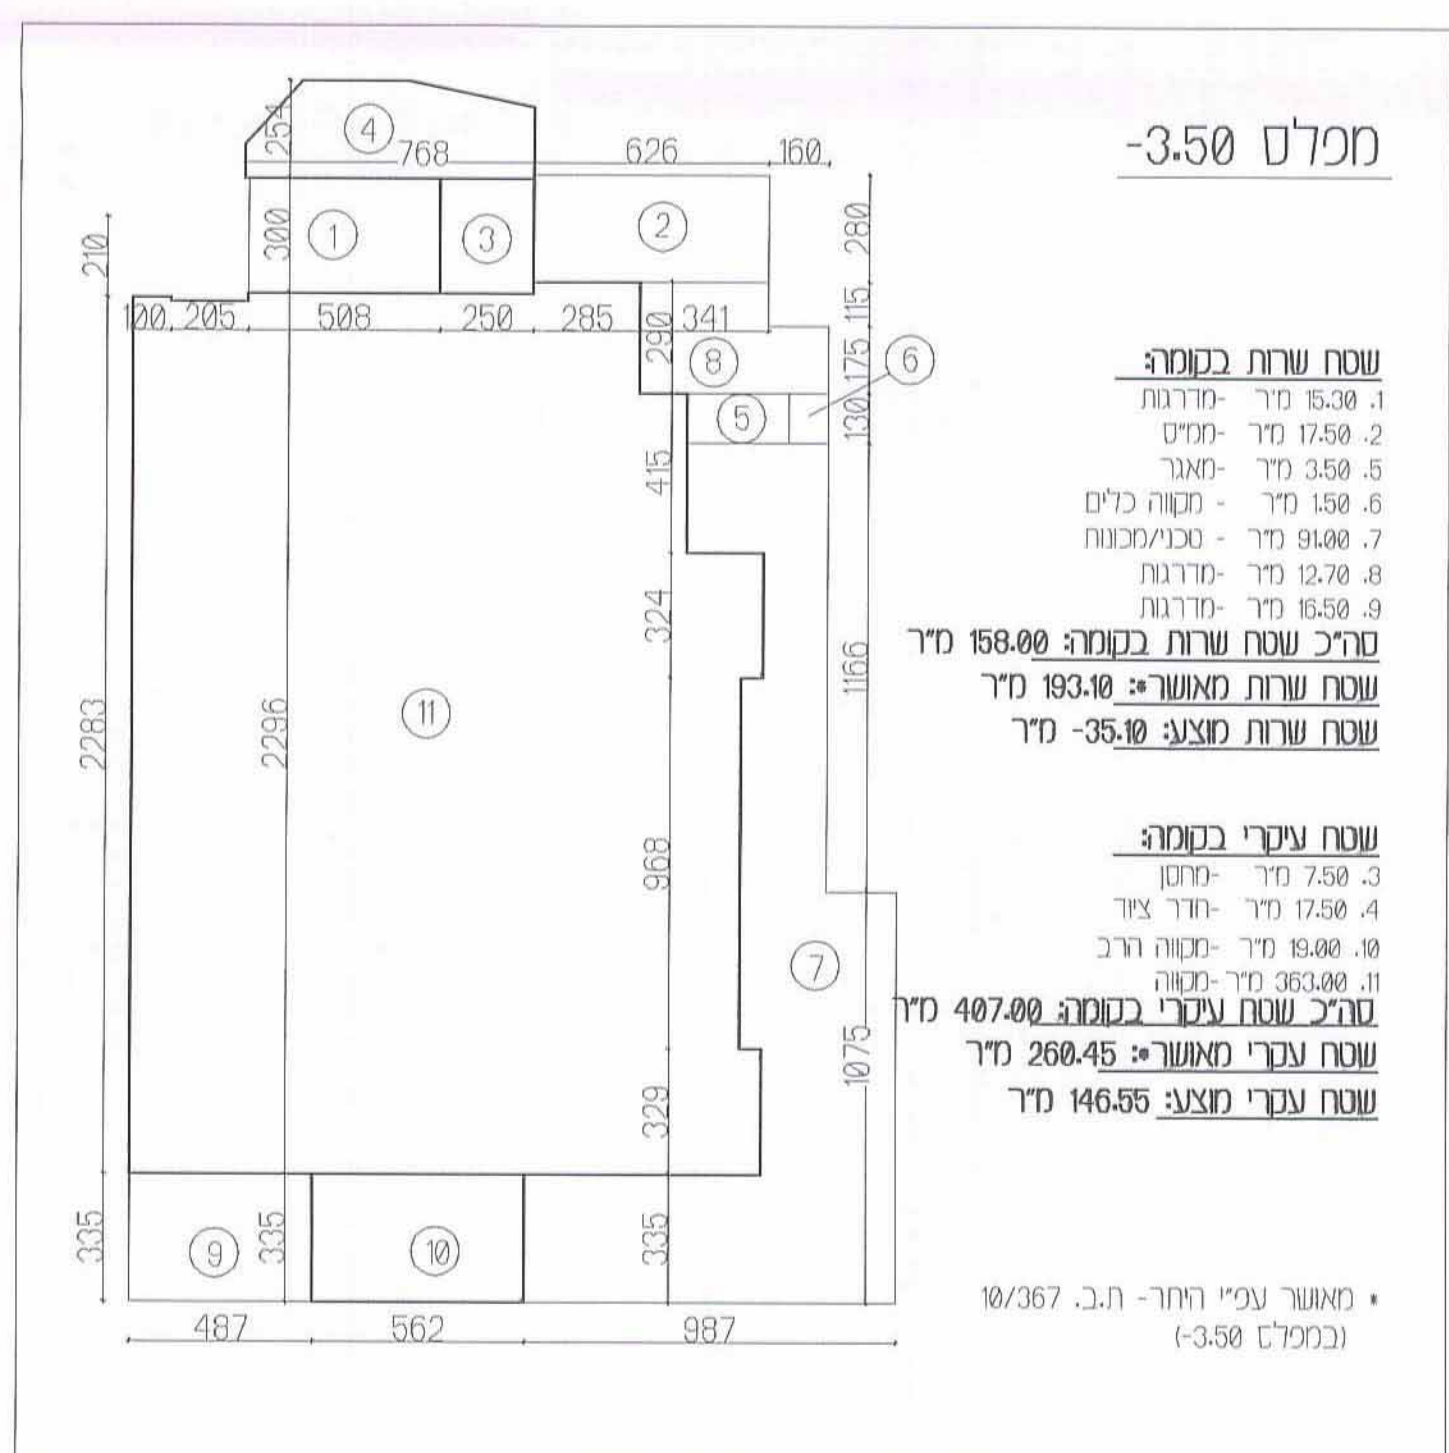 מפלס -3.50
254
4
768
626
160
210
300
1
3
2
280
100
205
508
250
285
341
290
115
8
175
6
5
130
415
324
1166
11
2283
2296
968
7
1075
329
335
9
335
10
335
487
562
987
שטח שרות בקומה:
1. 15.30 מ"ר -מדרגות
2. 17.50 מ"ר -ממ"ס
5. 3.50 מ"ר -מאגר
6. 1.50 מ"ר - מקווה כלים
7. 91.00 מ"ר - טכני/מכונות
8. 12.70 מ"ר -מדרגות
9. 16.50 מ"ר -מדרגות
סה"כ שטח שרות בקומה: 158.00 מ"ר
שטח שרות מאושר*: 193.10 מ"ר
שטח שרות מוצע: -35.10 מ"ר
שטח עיקרי בקומה:
3. 7.50 מ"ר -מחסן
4. 17.50 מ"ר -חדר ציוד
10. 19.00 מ"ר -מקווה הרב
11. 363.00 מ"ר -מקווה
סה"כ שטח עיקרי בקומה: 407.00 מ"ר
שטח עקרי מאושר*: 260.45 מ"ר
שטח עקרי מוצע: 146.55 מ"ר
* מאושר עפ"י היתר- ת.ב. 10/367
(במפלס -3.50)